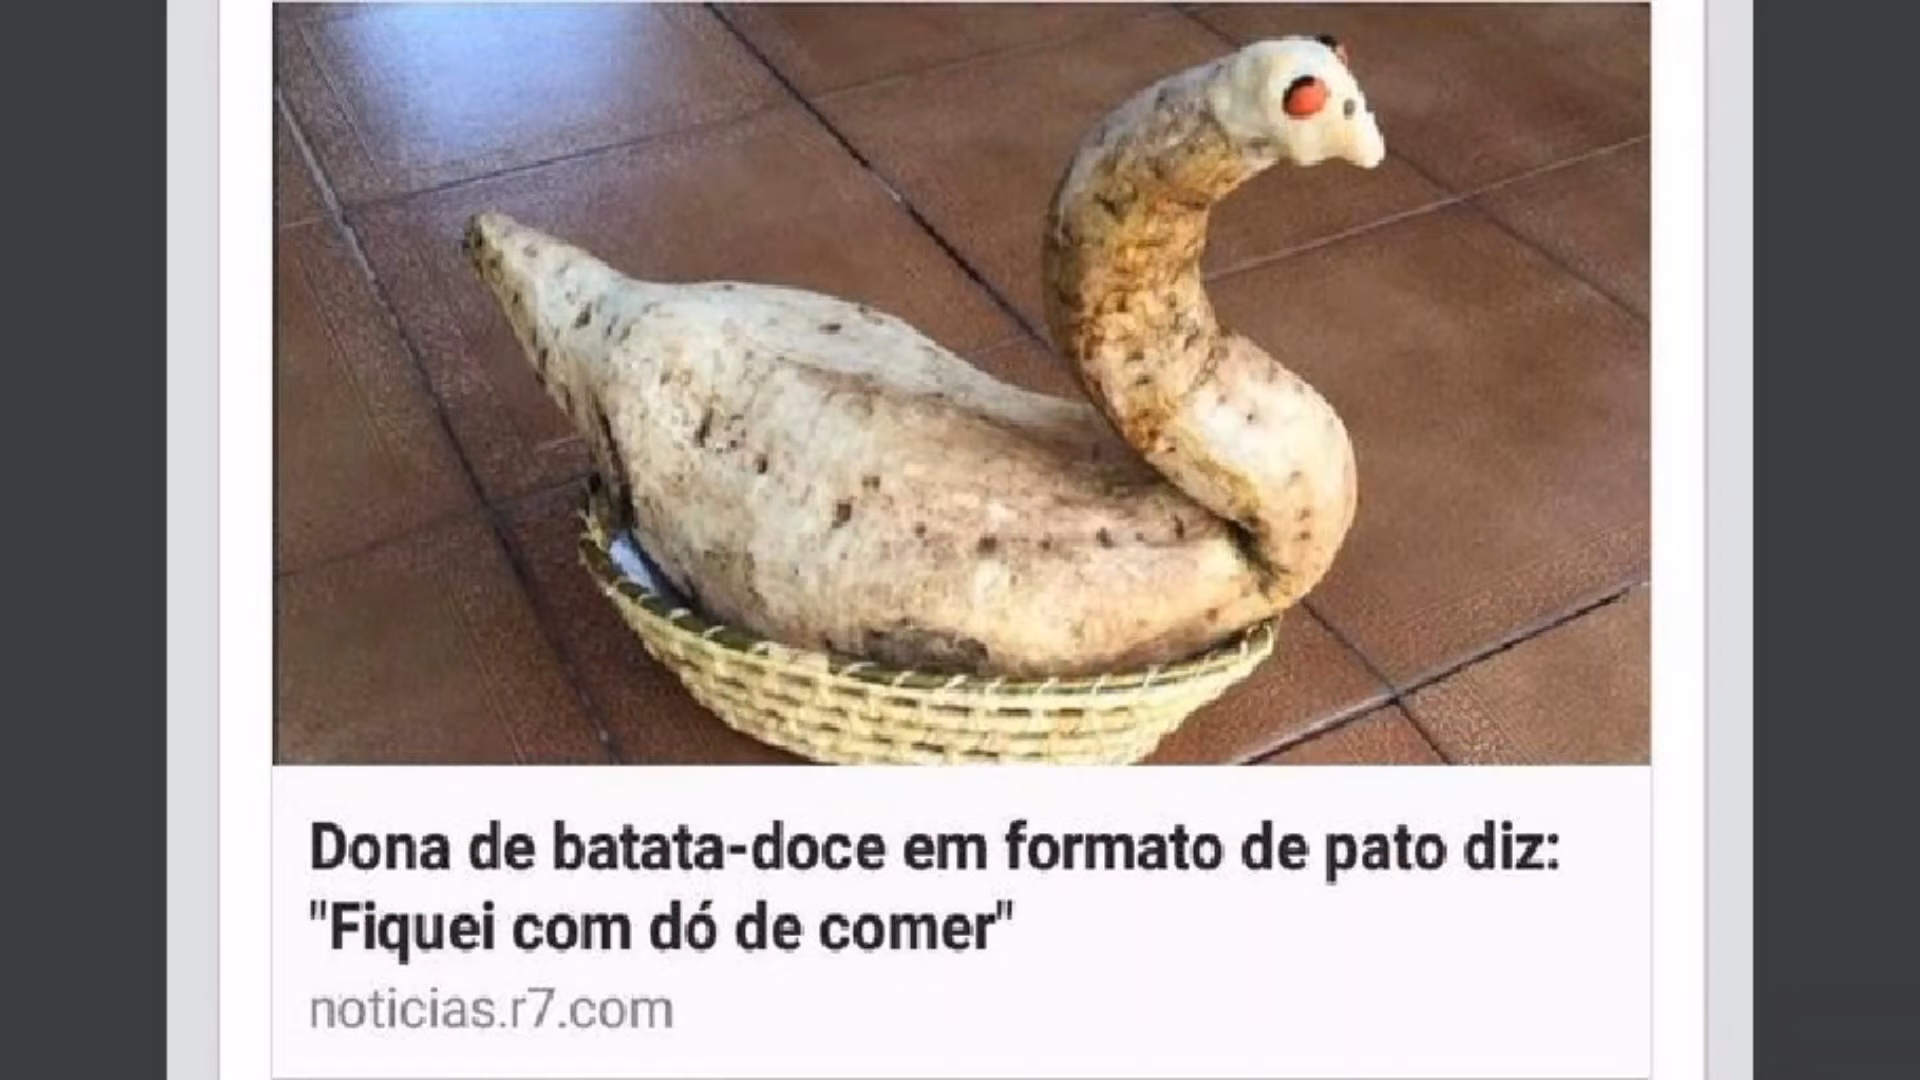 Dona de batata-doce em formato de pato diz:
"Fiquei com dó de comer"
noticias.r7.com